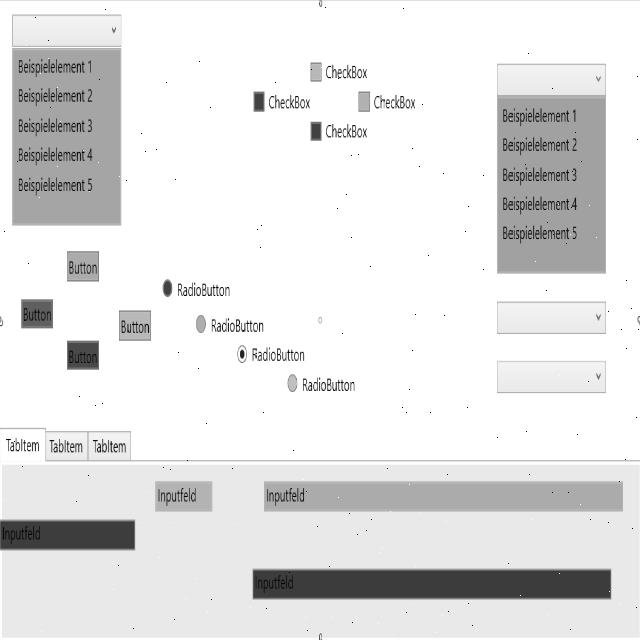 Beispielelement 1
Beispielelement 2
Beispielelement 3
Beispielelement 4
Beispielelement 5
CheckBox
CheckBox
CheckBox
CheckBox
Beispielelement 1
Beispielelement 2
Beispielelement 3
Beispielelement 4
Beispielelement 5
Button
Button
Button
Button
RadioButton
RadioButton
RadioButton
RadioButton
TabItem
TabItem
TabItem
Inputfeld
Inputfeld
Inputfeld
Inputfeld